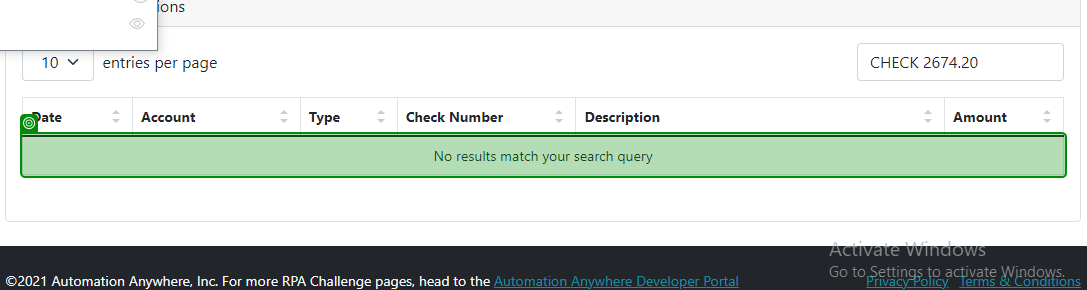 ions
10 entries per page CHECK 2674.20
Date Account Type Check Number Description Amount
No results match your search query
Activate Windows
Go to Settings to activate Windows.
©2021 Automation Anywhere, Inc. For more RPA Challenge pages, head to the Automation Anywhere Developer Portal Privacy Policy Terms & Conditions